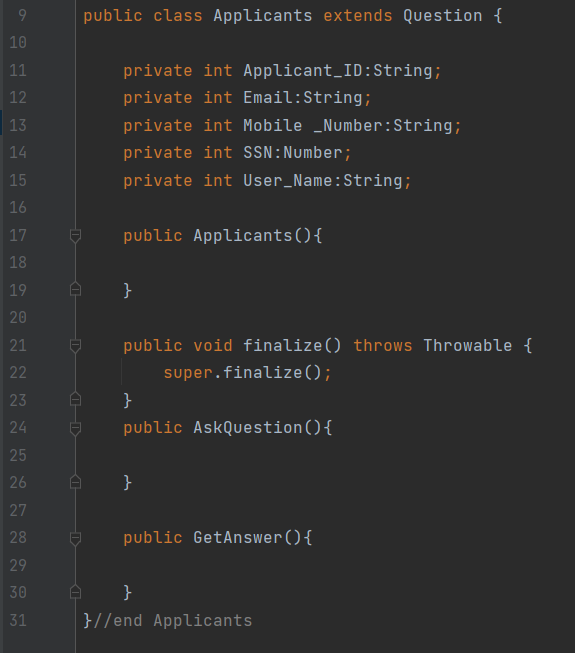 9 public class Applicants extends Question {
10
11 private int Applicant_ID:String;
12 private int Email:String;
13 private int Mobile _Number:String;
14 private int SSN:Number;
15 private int User_Name:String;
16
17 public Applicants(){
18
19 }
20
21 public void finalize() throws Throwable {
22 super.finalize();
23 }
24 public AskQuestion(){
25
26 }
27
28 public GetAnswer(){
29
30 }
31 }//end Applicants